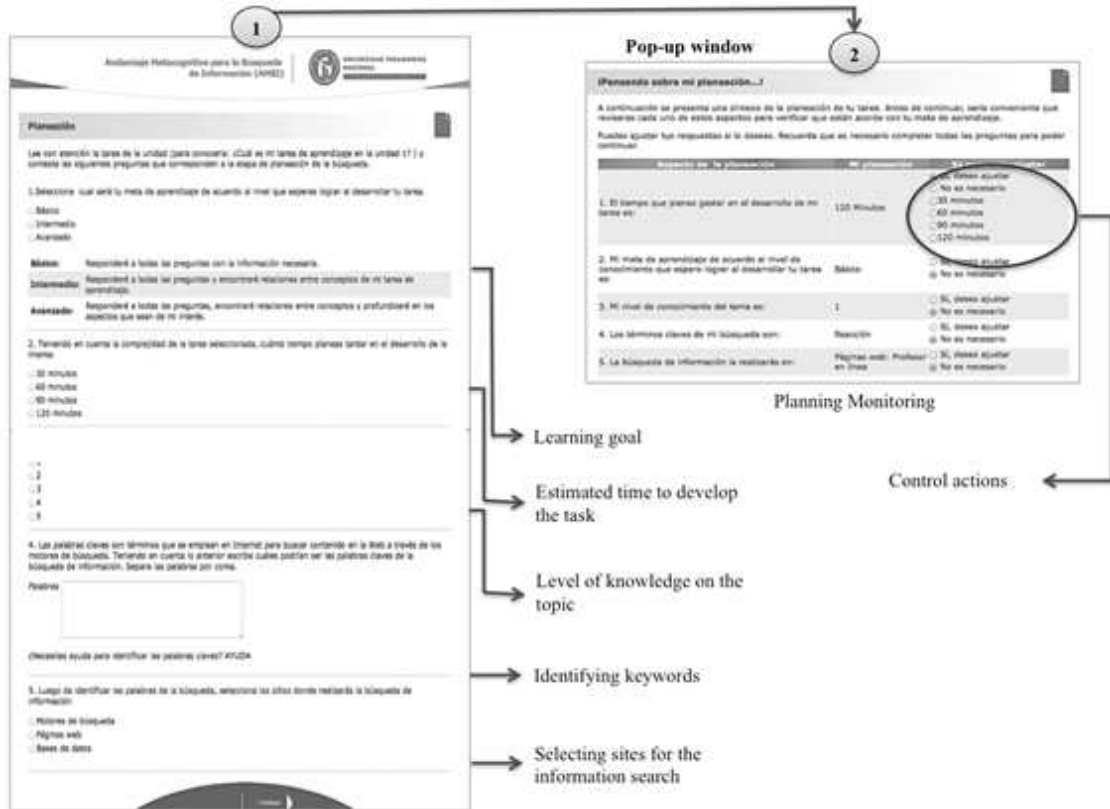 1
Andamiaje Metacognitivo para la Búsqueda
de Información (AMBI)
UNIVERSIDAD PEDAGOGICA
NACIONAL
Planeación
Lee con atención la tarea de la unidad (para conocerla: ¿Cuál es mi tarea de aprendizaje en la unidad 1? ) y
contesta las siguientes preguntas que corresponden a la etapa de planeación de la búsqueda.
1.Seleccione cual será tu meta de aprendizaje de acuerdo al nivel que esperas lograr al desarrollar tu tarea.
Básico
Intermedio
Avanzado
Básico: Responderé a todas las preguntas con la información necesaria.
Intermedio: Responderé a todas las preguntas y encontraré relaciones entre conceptos de mi tarea de
aprendizaje.
Avanzado: Responderé a todas las preguntas, encontraré relaciones entre conceptos y profundizaré en los
aspectos que sean de mi interés.
2. Teniendo en cuenta la complejidad de la tarea seleccionada, cuánto tiempo planeas tardar en el desarrollo de la
misma
30 minutos
60 minutos
90 minutos
120 minutos
1
2
3
4
5
4. Las palabras claves son términos que se emplean en Internet para buscar contenido en la Web a través de los
motores de búsqueda. Teniendo en cuenta lo anterior escribe cuáles podrían ser las palabras claves de la
búsqueda de información. Separa las palabras por coma.
Palabras
¿Necesitas ayuda para identificar las palabras claves? AYUDA
5. Luego de identificar las palabras de la búsqueda, selecciona los sitios donde realizarás la búsqueda de
información
Motores de búsqueda
Páginas web
Bases de datos
Pop-up window
2
¡Pensando sobre mi planeación...!
A continuación se presenta una síntesis de la planeación de tu tarea. Antes de continuar, sería conveniente que
revisaras cada uno de estos aspectos para verificar que están acorde con tu meta de aprendizaje.
Puedes ajustar tus respuestas si lo deseas. Recuerda que es necesario completar todas las preguntas para poder
continuar
Aspecto de la planeación Mi planeación
1. El tiempo que pienso gastar en el desarrollo de mi
tarea es:
120 Minutos
Sí, deseo ajustar
No es necesario
30 minutos
60 minutos
90 minutos
120 minutos
2. Mi meta de aprendizaje de acuerdo al nivel de
conocimiento que espero lograr al desarrollar tu tarea
es:
Básico
Sí, deseo ajustar
No es necesario
3. Mi nivel de conocimiento del tema es:
1
Sí, deseo ajustar
No es necesario
4. Los términos claves de mi búsqueda son:
Reacción
Sí, deseo ajustar
No es necesario
5. La búsqueda de información la realizarás en:
Páginas web: Profesor
en línea
Sí, deseo ajustar
No es necesario
Planning Monitoring
Control actions
Learning goal
Estimated time to develop
the task
Level of knowledge on the
topic
Identifying keywords
Selecting sites for the
information search